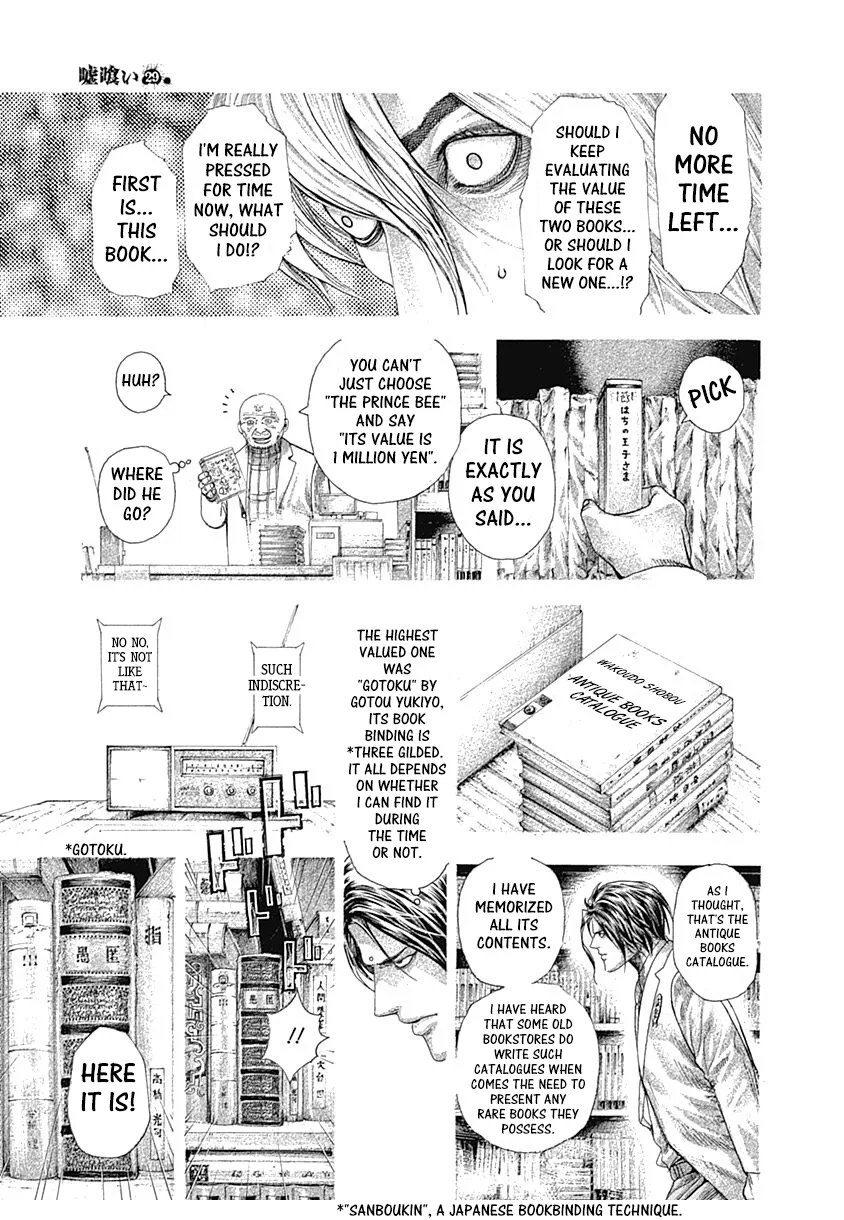 嘘喰い 29
NO
MORE
TIME
LEFT...
SHOULD I
KEEP
EVALUATING
THE VALUE
OF THESE
TWO BOOKS...
OR SHOULD I
LOOK FOR A
NEW ONE...!?
I'M REALLY
PRESSED
FOR TIME
NOW, WHAT
SHOULD
I DO!?
FIRST
IS...
THIS
BOOK...
PICK
はちの王子さま
IT IS
EXACTLY
AS YOU
SAID...
YOU CAN'T
JUST CHOOSE
"THE PRINCE BEE"
AND SAY
"ITS VALUE IS
1 MILLION YEN".
HUH?
WHERE
DID HE
GO?
WAKOUDO SHOBOU
ANTIQUE BOOKS
CATALOGUE
THE HIGHEST
VALUED ONE
WAS
"GOTOKU" BY
GOTOU YUKIYO,
ITS BOOK
BINDING IS
*THREE GILDED.
IT ALL DEPENDS
ON WHETHER
I CAN FIND IT
DURING
THE TIME
OR NOT.
SUCH
INDISCRE-
TION.
NO NO,
IT'S NOT
LIKE
THAT~
AS I
THOUGHT,
THAT'S THE
ANTIQUE
BOOKS
CATALOGUE.
I HAVE
MEMORIZED
ALL ITS
CONTENTS.
I HAVE HEARD
THAT SOME OLD
BOOKSTORES DO
WRITE SUCH
CATALOGUES WHEN
COMES THE NEED TO
PRESENT ANY
RARE BOOKS THEY
POSSESS.
!!
*GOTOKU.
指
HERE
IT IS!
*"SANBOUKIN", A JAPANESE BOOKBINDING TECHNIQUE.